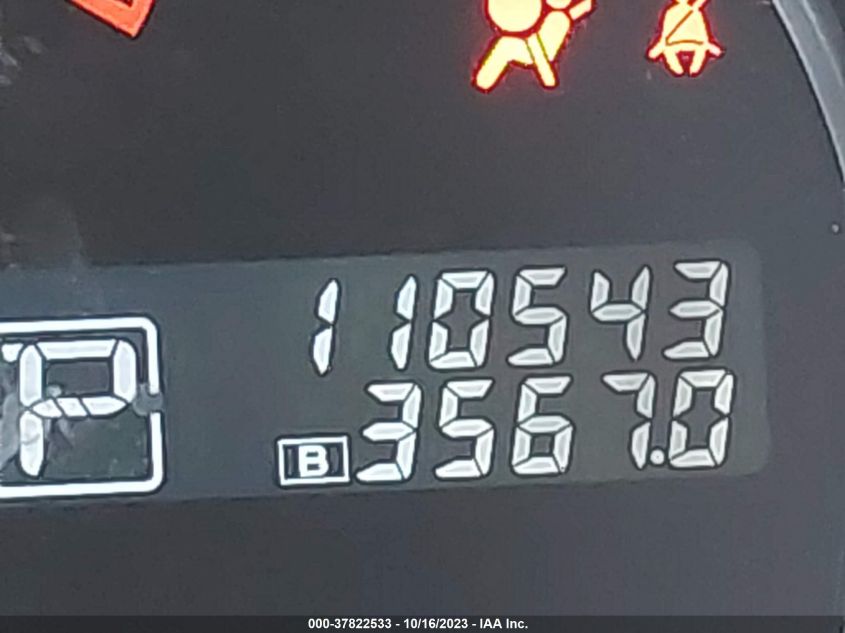 110543
P
B 3567.0
000-37822533 - 10/16/2023 - IAA Inc.